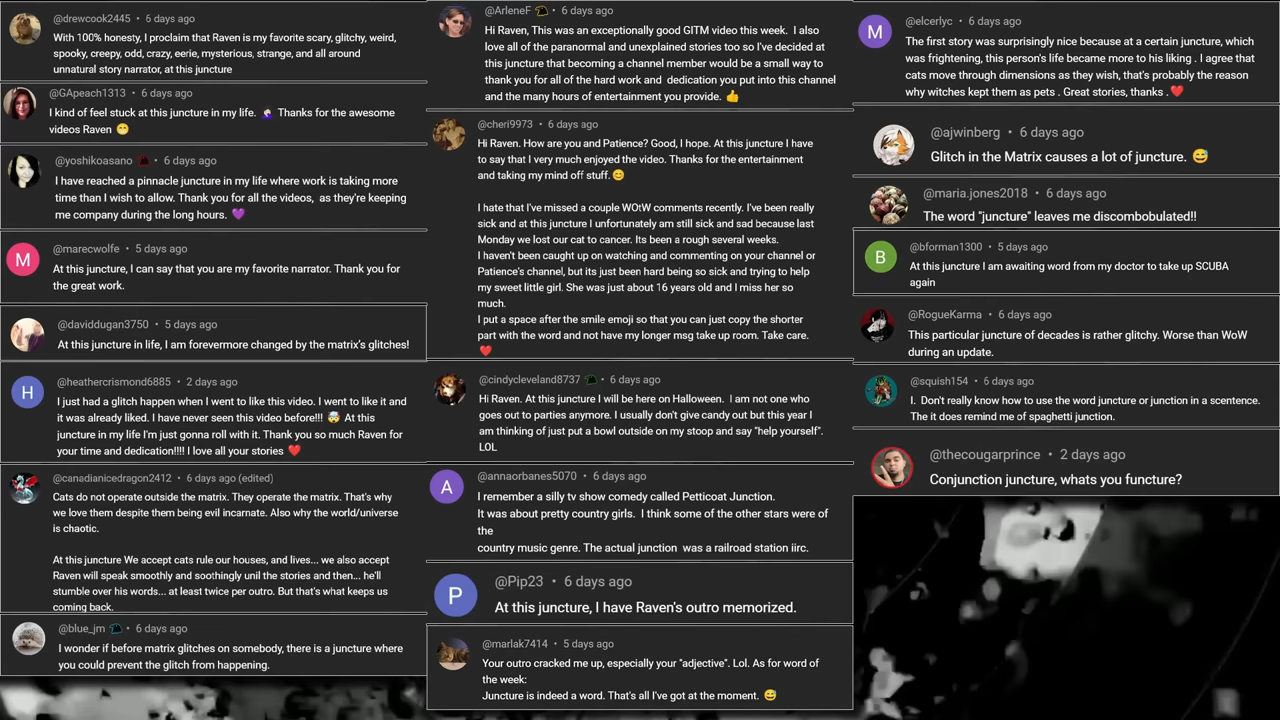 @drewcook2445 • 6 days ago
With 100% honesty, I proclaim that Raven is my favorite scary, glitchy, weird,
spooky, creepy, odd, crazy, eerie, mysterious, strange, and all around
unnatural story narrator, at this juncture
@GApeach1313 • 6 days ago
I kind of feel stuck at this juncture in my life. 🤦🏻‍♀️ Thanks for the awesome
videos Raven 😁
@yoshikoasano • 6 days ago
I have reached a pinnacle juncture in my life where work is taking more
time than I wish to allow. Thank you for all the videos, as they're keeping
me company during the long hours. 💜
M
@marecwolfe • 5 days ago
At this juncture, I can say that you are my favorite narrator. Thank you for
the great work.
@daviddugan3750 • 5 days ago
At this juncture in life, I am forevermore changed by the matrix's glitches!
H
@heathercrismond6885 • 2 days ago
I just had a glitch happen when I went to like this video. I went to like it and
it was already liked. I have never seen this video before!!! 🤯 At this
juncture in my life I'm just gonna roll with it. Thank you so much Raven for
your time and dedication!!!! I love all your stories ❤️
@canadianicedragon2412 • 6 days ago (edited)
Cats do not operate outside the matrix. They operate the matrix. That's why
we love them despite them being evil incarnate. Also why the world/universe
is chaotic.
At this juncture We accept cats rule our houses, and lives... we also accept
Raven will speak smoothly and soothingly unil the stories and then... he'll
stumble over his words... at least twice per outro. But that's what keeps us
coming back.
@blue_jm • 6 days ago
I wonder if before matrix glitches on somebody, there is a juncture where
you could prevent the glitch from happening.
@ArleneF • 6 days ago
Hi Raven, This was an exceptionally good GITM video this week. I also
love all of the paranormal and unexplained stories too so I've decided at
this juncture that becoming a channel member would be a small way to
thank you for all of the hard work and dedication you put into this channel
and the many hours of entertainment you provide. 👍
@cheri9973 • 6 days ago
Hi Raven. How are you and Patience? Good, I hope. At this juncture I have
to say that I very much enjoyed the video. Thanks for the entertainment
and taking my mind off stuff.😊
I hate that I've missed a couple WOtW comments recently. I've been really
sick and at this juncture I unfortunately am still sick and sad because last
Monday we lost our cat to cancer. Its been a rough several weeks.
I haven't been caught up on watching and commenting on your channel or
Patience's channel, but its just been hard being so sick and trying to help
my sweet little girl. She was just about 16 years old and I miss her so
much.
I put a space after the smile emoji so that you can just copy the shorter
part with the word and not have my longer msg take up room. Take care.
❤️
@cindycleveland8737 • 6 days ago
Hi Raven. At this juncture I will be here on Halloween. I am not one who
goes out to parties anymore. I usually don't give candy out but this year I
am thinking of just put a bowl outside on my stoop and say "help yourself".
LOL
A
@annaorbanes5070 • 6 days ago
I remember a silly tv show comedy called Petticoat Junction.
It was about pretty country girls. I think some of the other stars were of
the
country music genre. The actual junction was a railroad station iirc.
P
@Pip23 • 6 days ago
At this juncture, I have Raven's outro memorized.
@marlak7414 • 5 days ago
Your outro cracked me up, especially your "adjective". Lol. As for word of
the week:
Juncture is indeed a word. That's all I've got at the moment. 😅
M
@elcerlyc • 6 days ago
The first story was surprisingly nice because at a certain juncture, which
was frightening, this person's life became more to his liking . I agree that
cats move through dimensions as they wish, that's probably the reason
why witches kept them as pets . Great stories, thanks .❤️
@ajwinberg • 6 days ago
Glitch in the Matrix causes a lot of juncture. 😅
@maria.jones2018 • 6 days ago
The word "juncture" leaves me discombobulated!!
B
@bforman1300 • 5 days ago
At this juncture I am awaiting word from my doctor to take up SCUBA
again
@RogueKarma • 6 days ago
This particular juncture of decades is rather glitchy. Worse than WoW
during an update.
@squish154 • 6 days ago
I. Don't really know how to use the word juncture or junction in a scentence.
The it does remind me of spaghetti junction.
@thecougarprince • 2 days ago
Conjunction juncture, whats you functure?